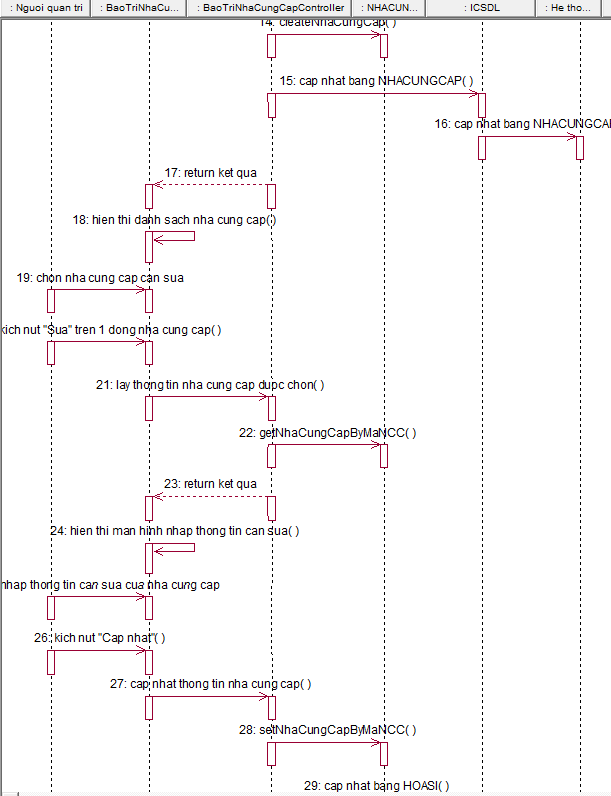 : Nguoi quan tri
: BaoTriNhaCu...
: BaoTriNhaCungCapController
: NHACUN...
: ICSDL
: He tho...
14: createNhaCungCap( )
15: cap nhat bang NHACUNGCAP( )
16: cap nhat bang NHACUNGCA
17: return ket qua
18: hien thi danh sach nha cung cap( )
19: chon nha cung cap can sua
kich nut "Sua" tren 1 dong nha cung cap( )
21: lay thong tin nha cung cap duoc chon( )
22: getNhaCungCapByMaNCC( )
23: return ket qua
24: hien thi man hinh nhap thong tin can sua( )
nhap thong tin can sua cua nha cung cap
26: kich nut "Cap nhat"( )
27: cap nhat thong tin nha cung cap( )
28: setNhaCungCapByMaNCC( )
29: cap nhat bang HOASI( )